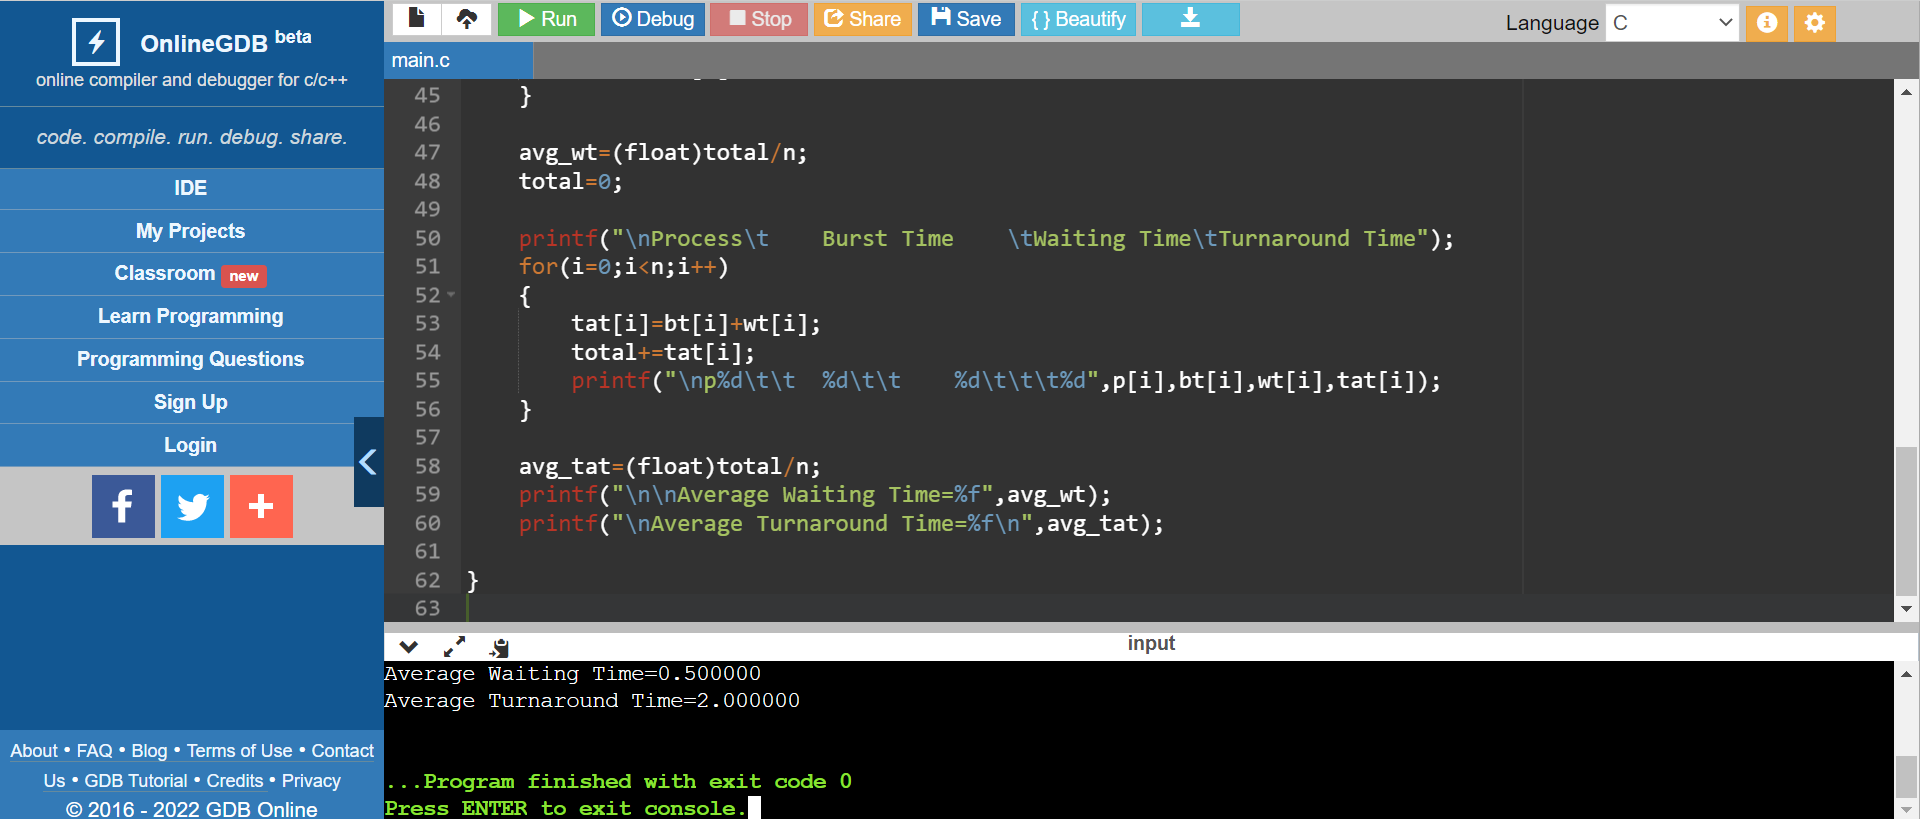 OnlineGDB beta
online compiler and debugger for c/c++
code. compile. run. debug. share.
IDE
My Projects
Classroom new
Learn Programming
Programming Questions
Sign Up
Login
About • FAQ • Blog • Terms of Use • Contact
Us • GDB Tutorial • Credits • Privacy
© 2016 - 2022 GDB Online
Run Debug Stop Share Save { } Beautify Language C
main.c
45 }
46
47 avg_wt=(float)total/n;
48 total=0;
49
50 printf("\nProcess\t    Burst Time    \tWaiting Time\tTurnaround Time");
51 for(i=0;i<n;i++)
52 {
53 tat[i]=bt[i]+wt[i];
54 total+=tat[i];
55 printf("\np%d\t\t  %d\t\t    %d\t\t\t%d",p[i],bt[i],wt[i],tat[i]);
56 }
57
58 avg_tat=(float)total/n;
59 printf("\n\nAverage Waiting Time=%f",avg_wt);
60 printf("\nAverage Turnaround Time=%f\n",avg_tat);
61
62 }
63
input
Average Waiting Time=0.500000
Average Turnaround Time=2.000000
...Program finished with exit code 0
Press ENTER to exit console.